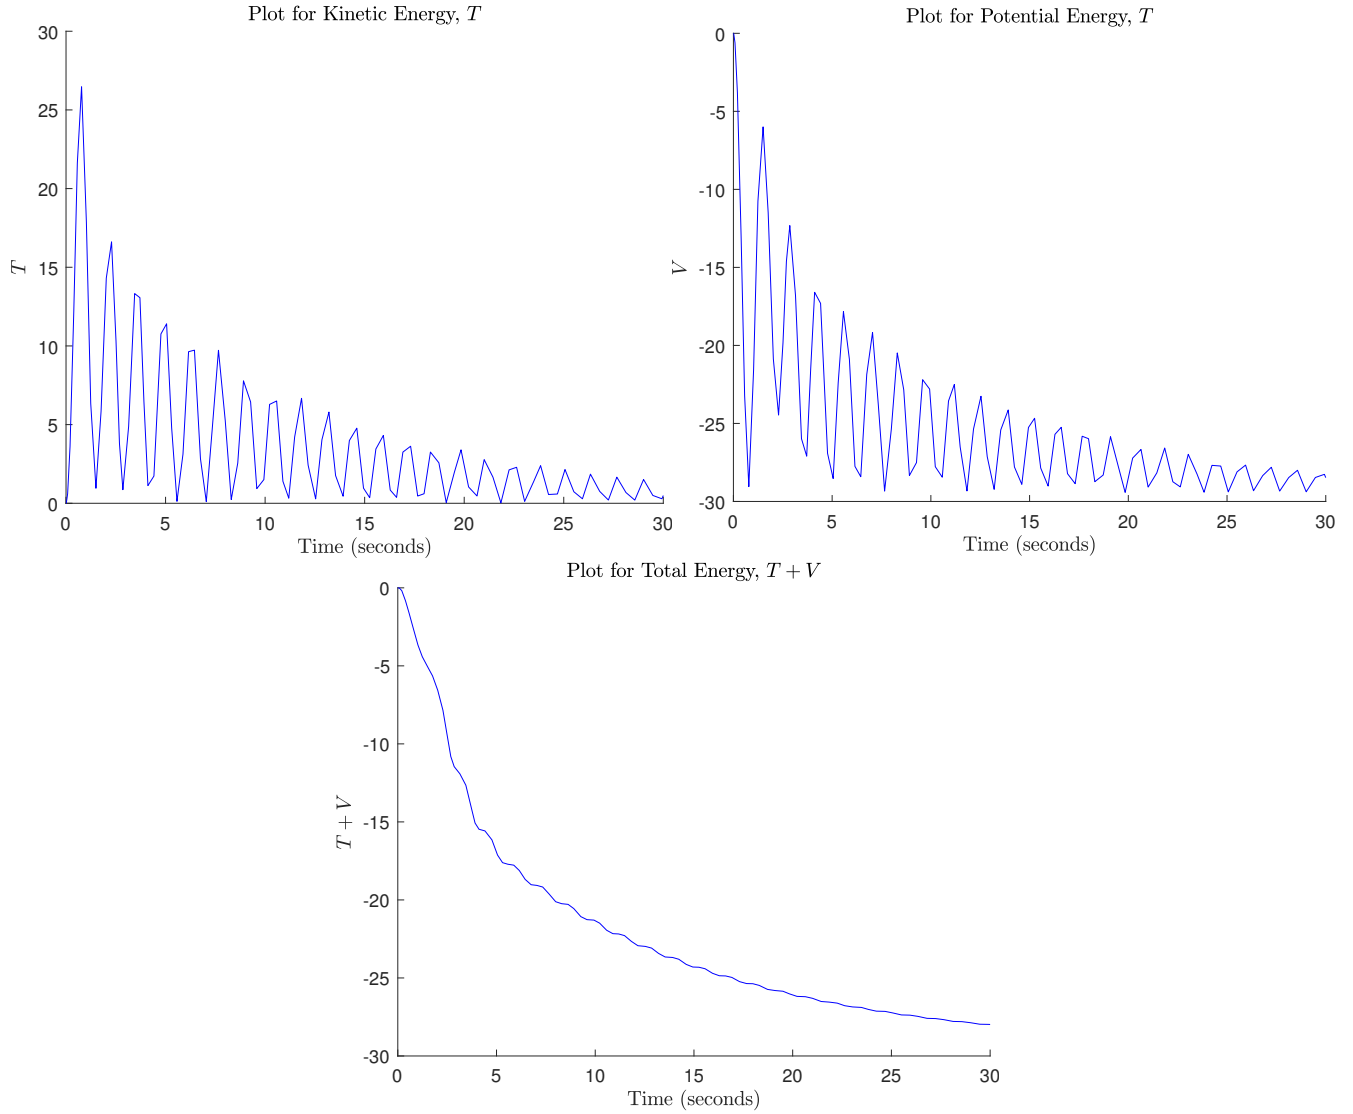 Plot for Kinetic Energy, T
30
25
20
15
10
5
0
T
0 5 10 15 20 25 30
Time (seconds)
Plot for Potential Energy, T
0
-5
-10
-15
-20
-25
-30
V
0 5 10 15 20 25 30
Time (seconds)
Plot for Total Energy, T + V
0
-5
-10
-15
-20
-25
-30
T + V
0 5 10 15 20 25 30
Time (seconds)